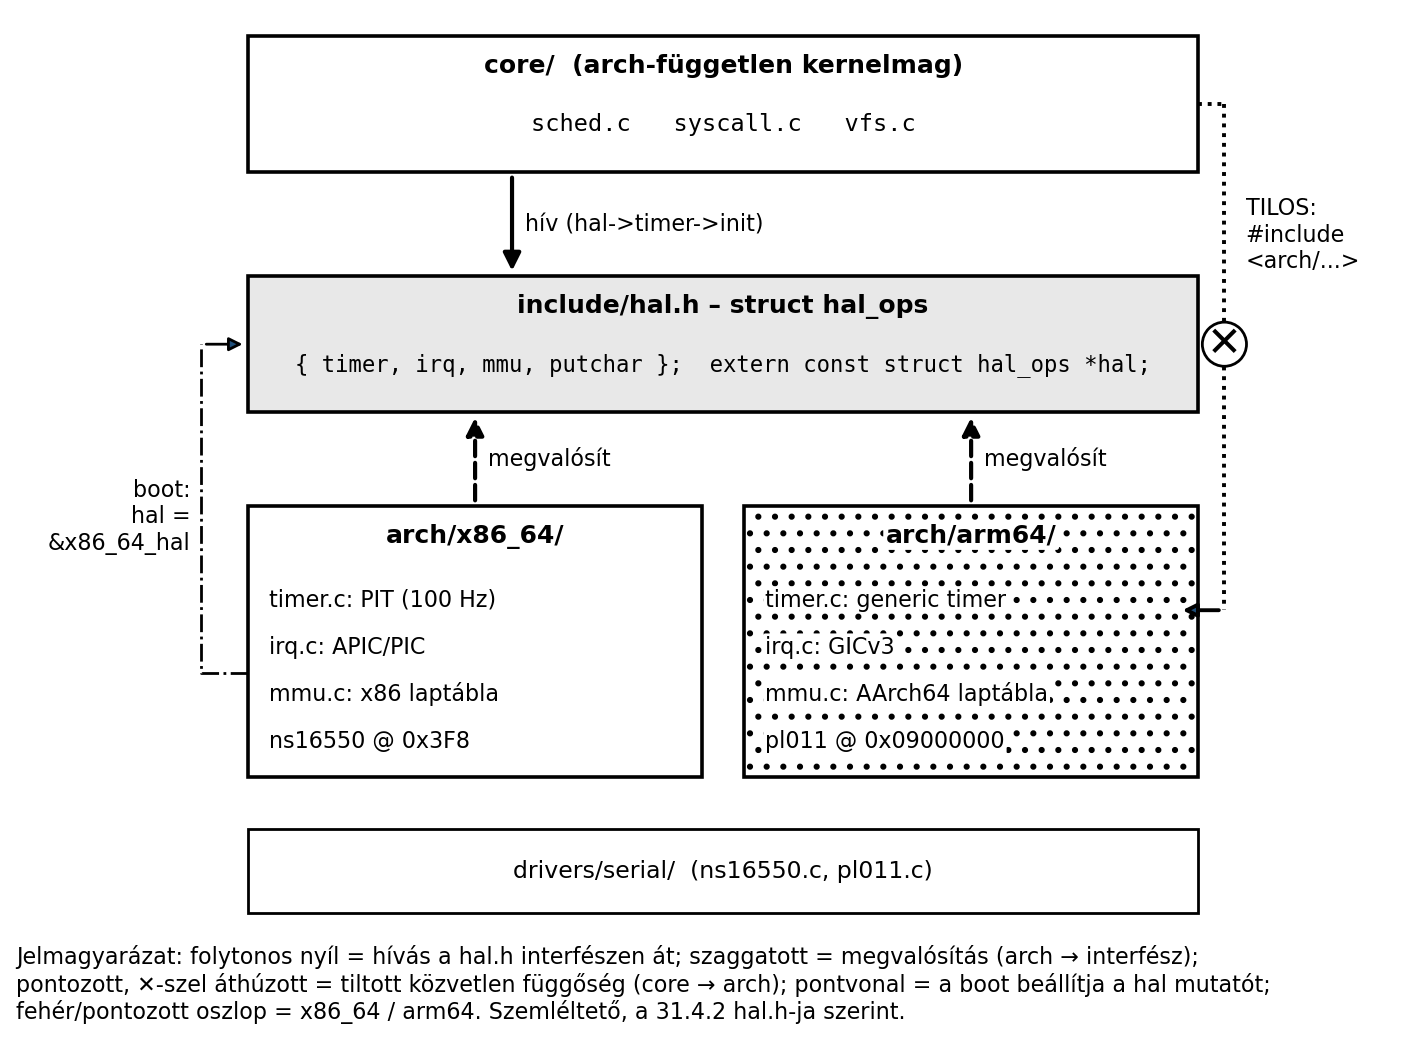 core/  (arch-független kernelmag)
sched.c   syscall.c   vfs.c
hív (hal->timer->init)
TILOS:
#include
<arch/...>
include/hal.h – struct hal_ops
{ timer, irq, mmu, putchar };  extern const struct hal_ops *hal;
✕
megvalósít
megvalósít
boot:
hal =
&x86_64_hal
arch/x86_64/
timer.c: PIT (100 Hz)
irq.c: APIC/PIC
mmu.c: x86 laptábla
ns16550 @ 0x3F8
arch/arm64/
timer.c: generic timer
irq.c: GICv3
mmu.c: AArch64 laptábla
pl011 @ 0x09000000
drivers/serial/  (ns16550.c, pl011.c)
Jelmagyarázat: folytonos nyíl = hívás a hal.h interfészen át; szaggatott = megvalósítás (arch → interfész);
pontozott, ✕-szel áthúzott = tiltott közvetlen függőség (core → arch); pontvonal = a boot beállítja a hal mutatót;
fehér/pontozott oszlop = x86_64 / arm64. Szemléltető, a 31.4.2 hal.h-ja szerint.